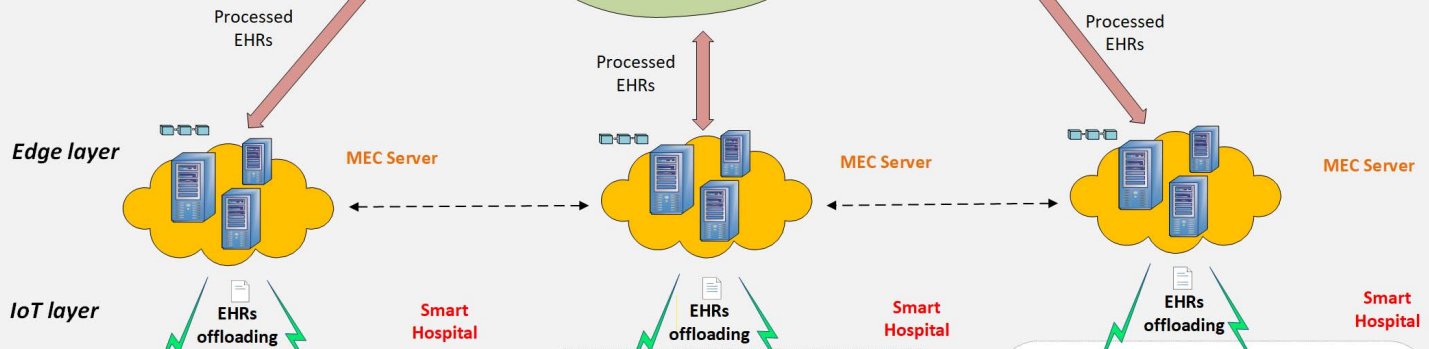 Processed
EHRs
Processed
EHRs
Processed
EHRs
Edge layer
MEC Server
MEC Server
MEC Server
IoT layer
EHRs
offloading
Smart
Hospital
EHRs
offloading
Smart
Hospital
EHRs
offloading
Smart
Hospital